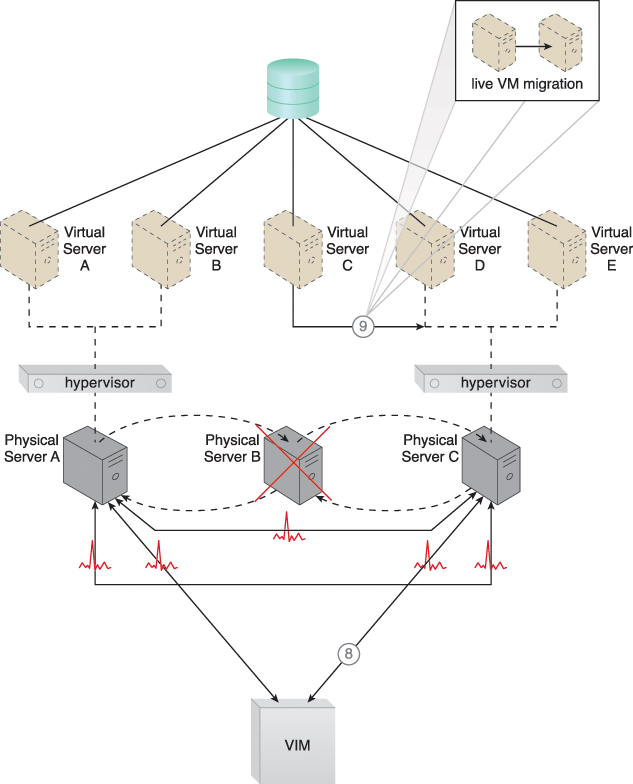 live VM migration
Virtual
Server
A
Virtual
Server
B
Virtual
Server
C
Virtual
Server
D
Virtual
Server
E
9
hypervisor
hypervisor
Physical
Server A
Physical
Server B
Physical
Server C
8
VIM